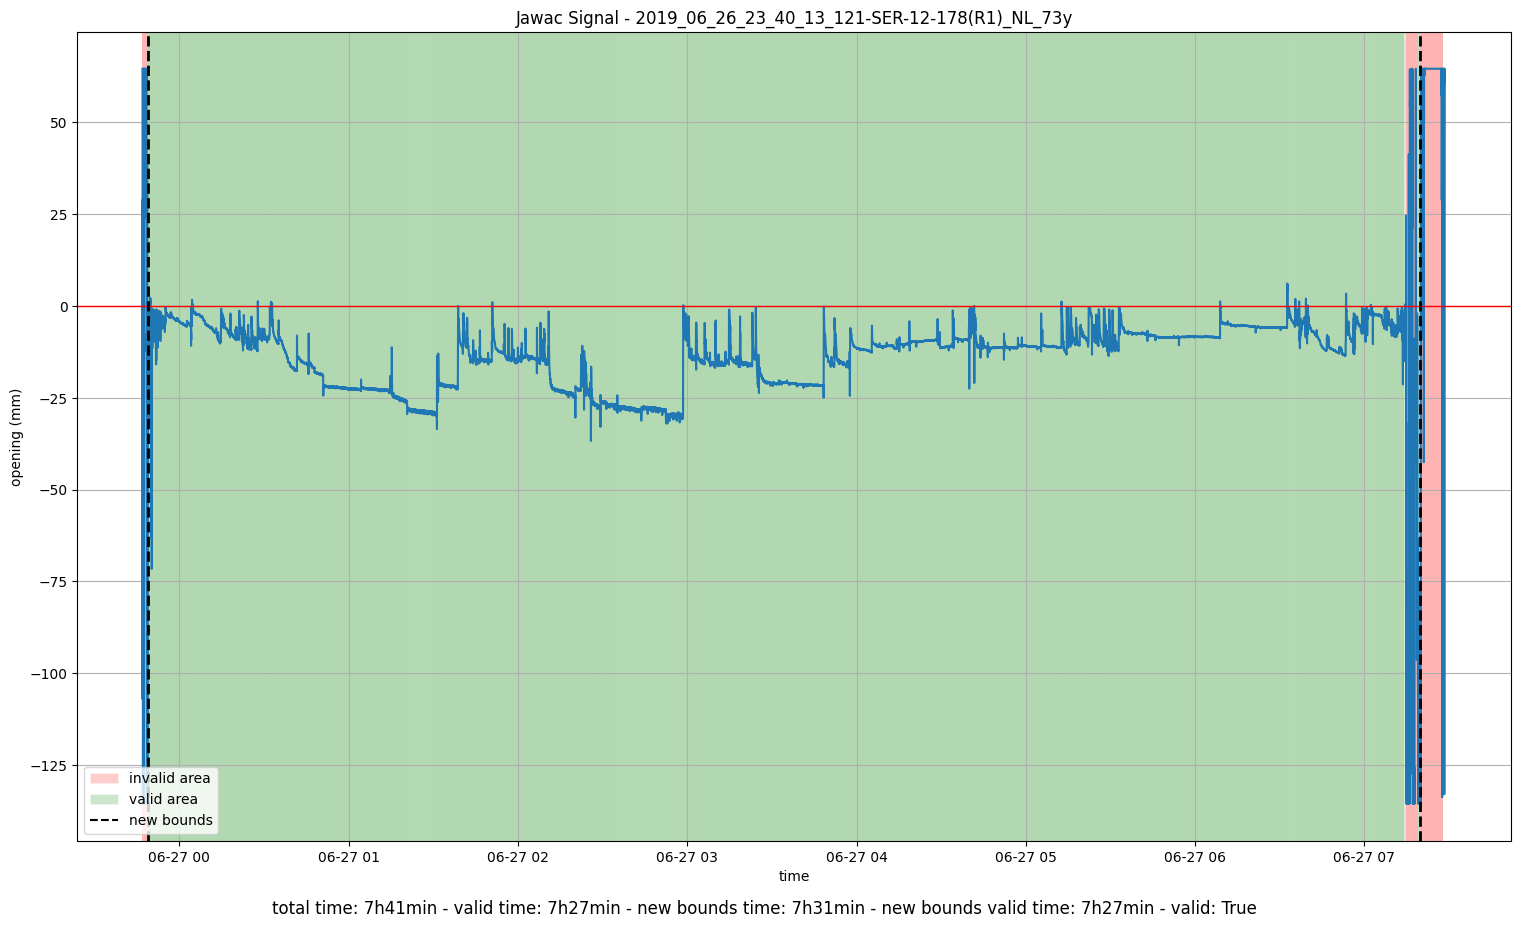 Jawac Signal - 2019_06_26_23_40_13_121-SER-12-178(R1)_NL_73y
50
25
0
−25
−50
−75
−100
−125
opening (mm)
invalid area
valid area
new bounds
06-27 00
06-27 01
06-27 02
06-27 03
06-27 04
06-27 05
06-27 06
06-27 07
time
total time: 7h41min - valid time: 7h27min - new bounds time: 7h31min - new bounds valid time: 7h27min - valid: True